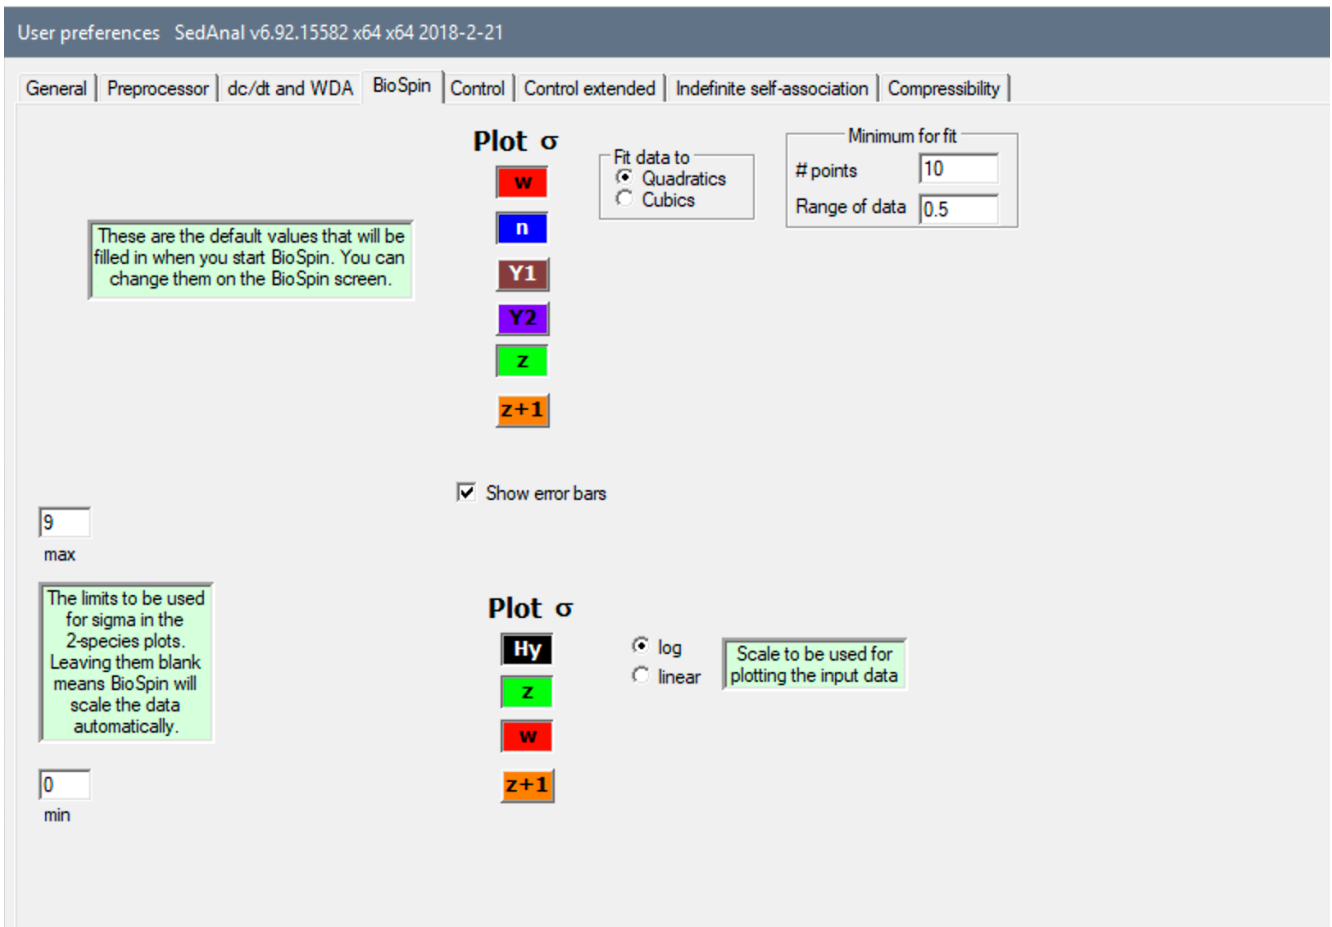 User preferences   SedAnal v6.92.15582 x64 x64 2018-2-21
General Preprocessor dc/dt and WDA BioSpin Control Control extended Indefinite self-association Compressibility
Plot σ
w
n
Y1
Y2
z
z+1
Fit data to
Quadratics
Cubics
Minimum for fit
# points 10
Range of data 0.5
These are the default values that will be
filled in when you start BioSpin. You can
change them on the BioSpin screen.
Show error bars
9
max
The limits to be used
for sigma in the
2-species plots.
Leaving them blank
means BioSpin will
scale the data
automatically.
0
min
Plot σ
Hy
z
w
z+1
log
linear
Scale to be used for
plotting the input data